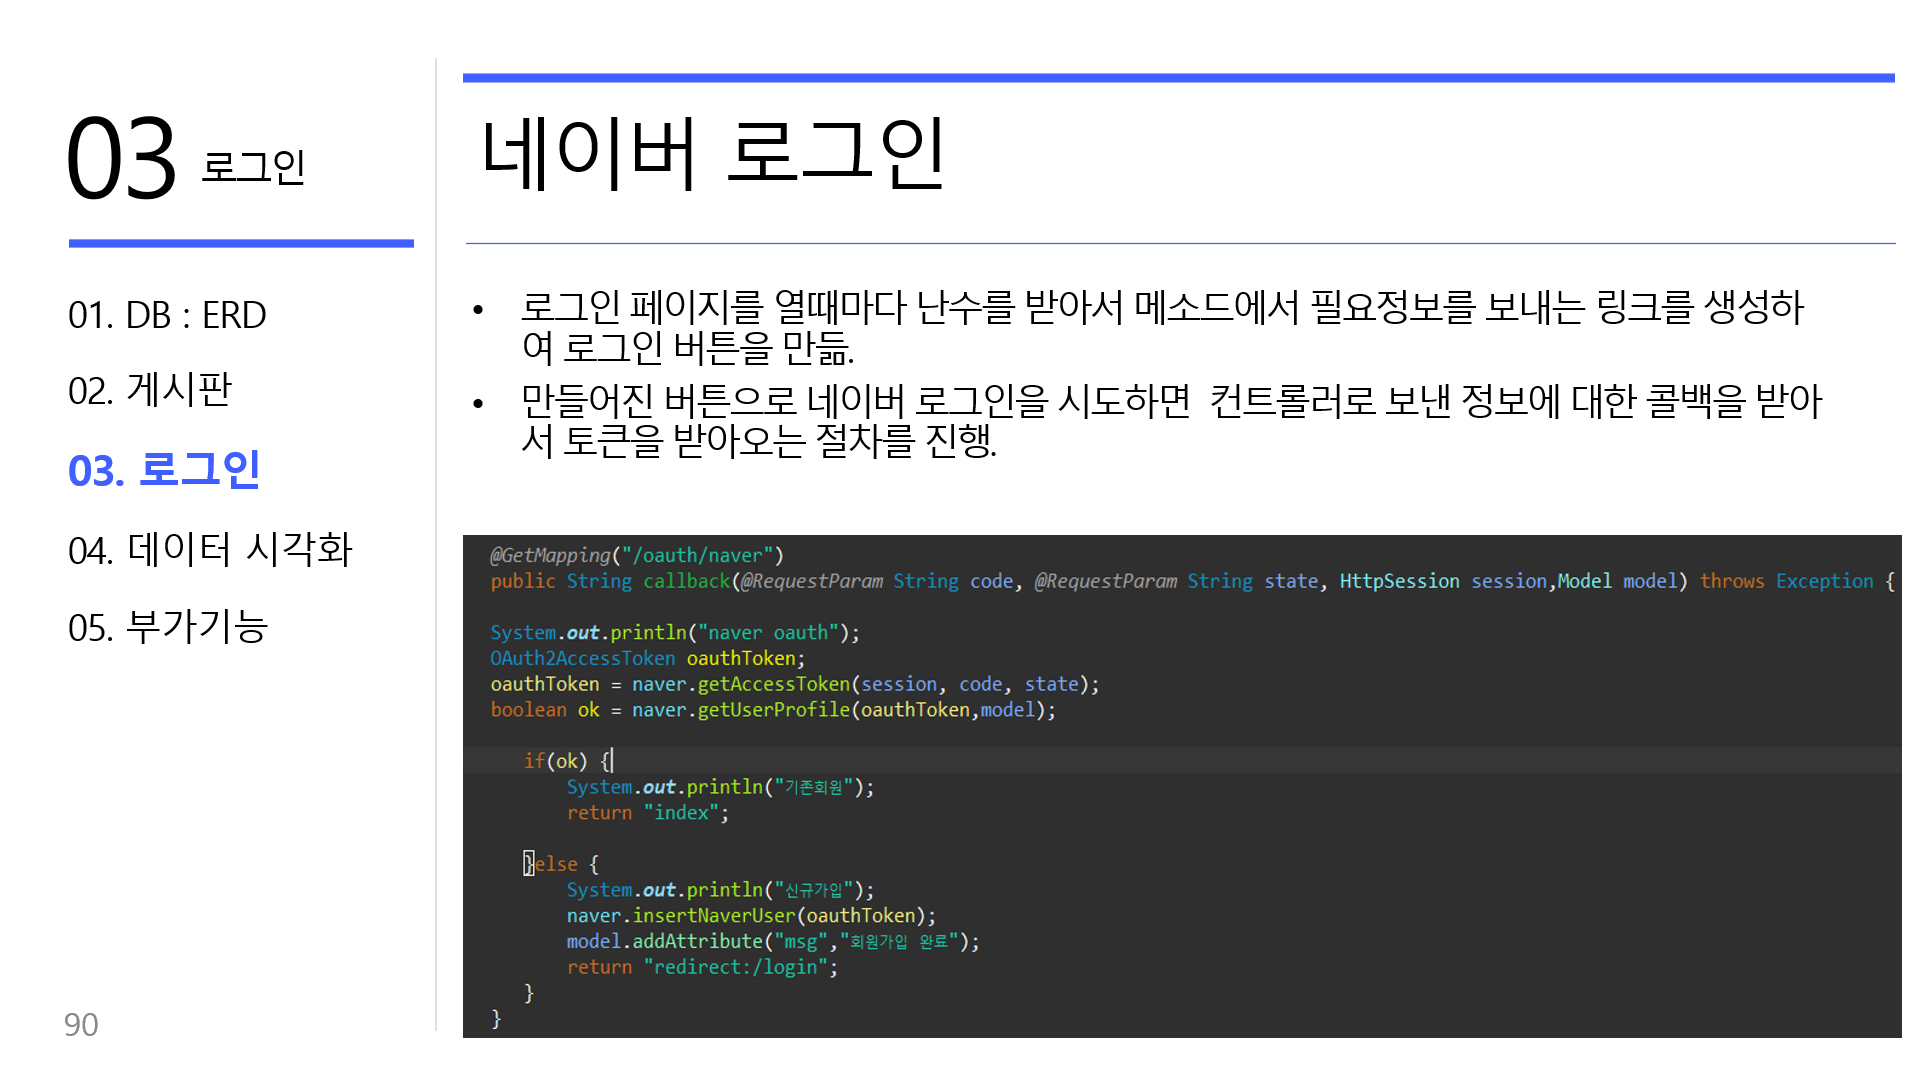 03 로그인
01. DB : ERD
02. 게시판
03. 로그인
04. 데이터 시각화
05. 부가기능
90
네이버 로그인
• 로그인 페이지를 열때마다 난수를 받아서 메소드에서 필요정보를 보내는 링크를 생성하
여 로그인 버튼을 만듦.
• 만들어진 버튼으로 네이버 로그인을 시도하면  컨트롤러로 보낸 정보에 대한 콜백을 받아
서 토큰을 받아오는 절차를 진행.
@GetMapping("/oauth/naver")
public String callback(@RequestParam String code, @RequestParam String state, HttpSession session,Model model) throws Exception {
System.out.println("naver oauth");
OAuth2AccessToken oauthToken;
oauthToken = naver.getAccessToken(session, code, state);
boolean ok = naver.getUserProfile(oauthToken,model);
if(ok) {
System.out.println("기존회원");
return "index";
}else {
System.out.println("신규가입");
naver.insertNaverUser(oauthToken);
model.addAttribute("msg","회원가입 완료");
return "redirect:/login";
}
}